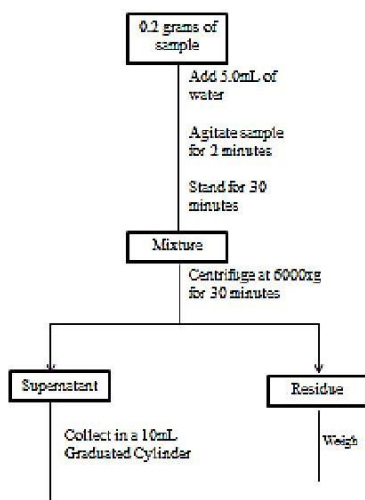 0.2 grams of
sample
Add 5.0mL of
water
Agitate sample
for 2 minutes
Stand for 30
minutes
Mixture
Centrifuge at 6000xg
for 30 minutes
Supernatant
Residue
Collect in a 10mL
Graduated Cylinder
Weigh